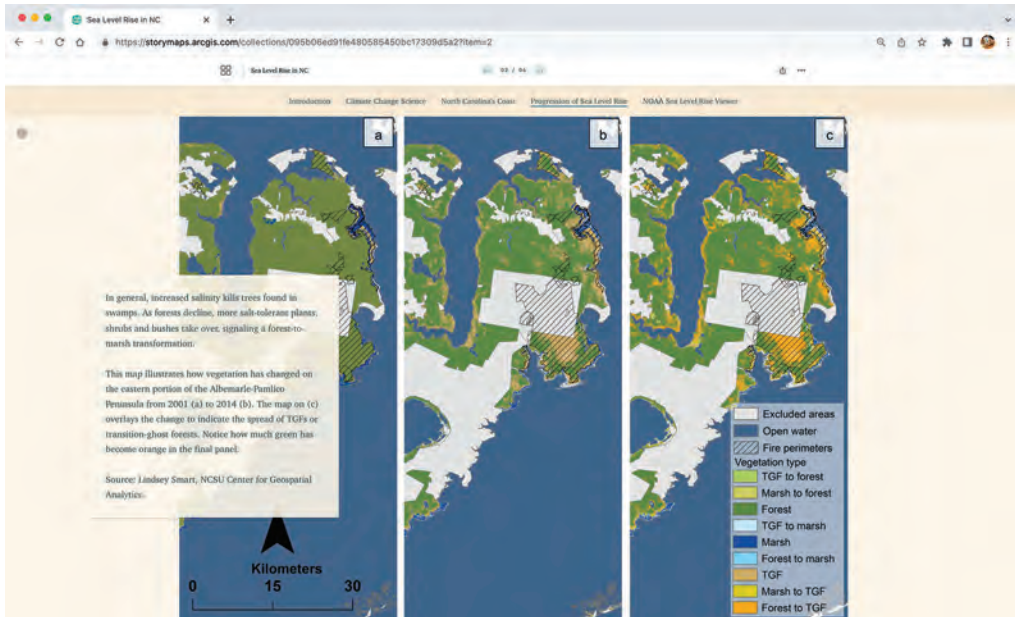 Sea Level Rise in NC
https://storymaps.arcgis.com/collections/095b06ed91fe480585450bc17309d5a2?item=2
Sea Level Rise in NC
03 / 04
Introduction Climate Change Science North Carolina's Coast Progression of Sea Level Rise NOAA Sea Level Rise Viewer
a
b
c
In general, increased salinity kills trees found in
swamps. As forests decline, more salt-tolerant plants,
shrubs and bushes take over, signaling a forest-to-
marsh transformation.
This map illustrates how vegetation has changed on
the eastern portion of the Albemarle-Pamlico
Peninsula from 2001 (a) to 2014 (b). The map on (c)
overlays the change to indicate the spread of TGFs or
transition-ghost forests. Notice how much green has
become orange in the final panel.
Source: Lindsey Smart, NCSU Center for Geospatial
Analytics.
Kilometers
0 15 30
Excluded areas
Open water
Fire perimeters
Vegetation type
TGF to forest
Marsh to forest
Forest
TGF to marsh
Marsh
Forest to marsh
TGF
Marsh to TGF
Forest to TGF